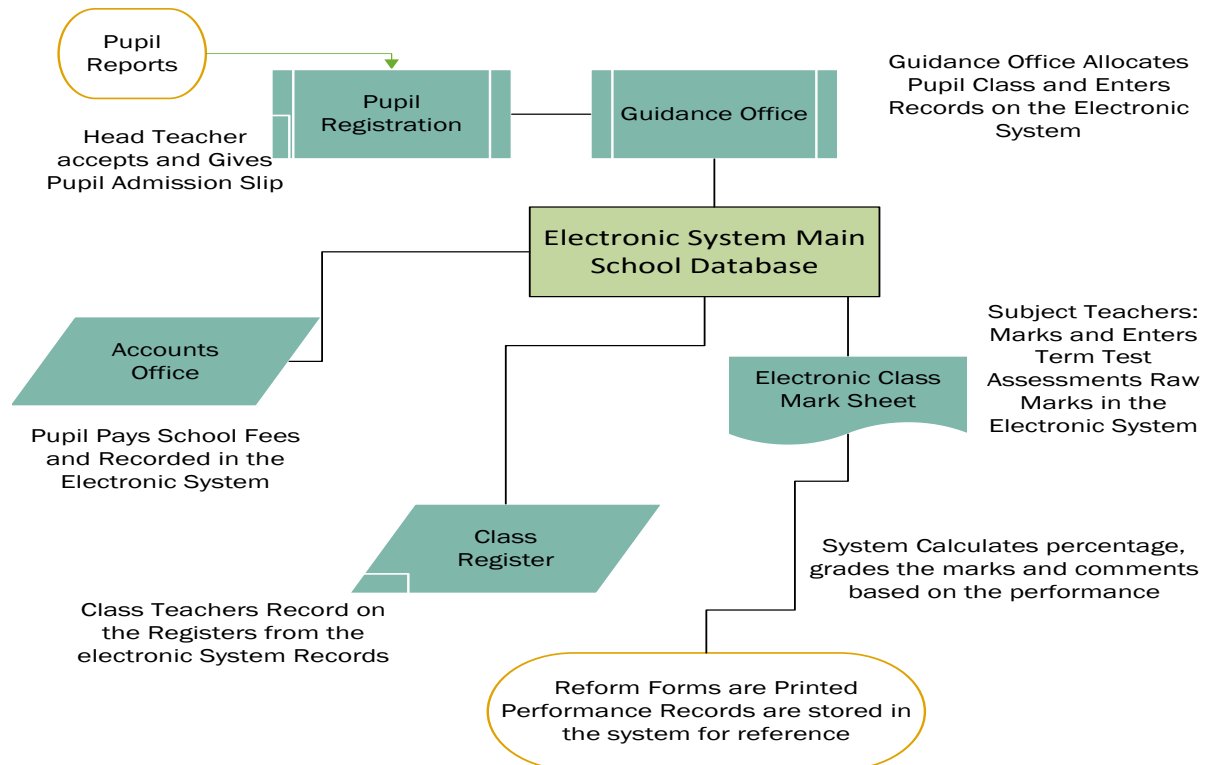 Pupil
Reports
Pupil
Registration
Guidance Office
Guidance Office Allocates
Pupil Class and Enters
Records on the Electronic
System
Head Teacher
accepts and Gives
Pupil Admission Slip
Electronic System Main
School Database
Accounts
Office
Pupil Pays School Fees
and Recorded in the
Electronic System
Electronic Class
Mark Sheet
Subject Teachers:
Marks and Enters
Term Test
Assessments Raw
Marks in the
Electronic System
Class
Register
Class Teachers Record on
the Registers from the
electronic System Records
System Calculates percentage,
grades the marks and comments
based on the performance
Reform Forms are Printed
Performance Records are stored in
the system for reference